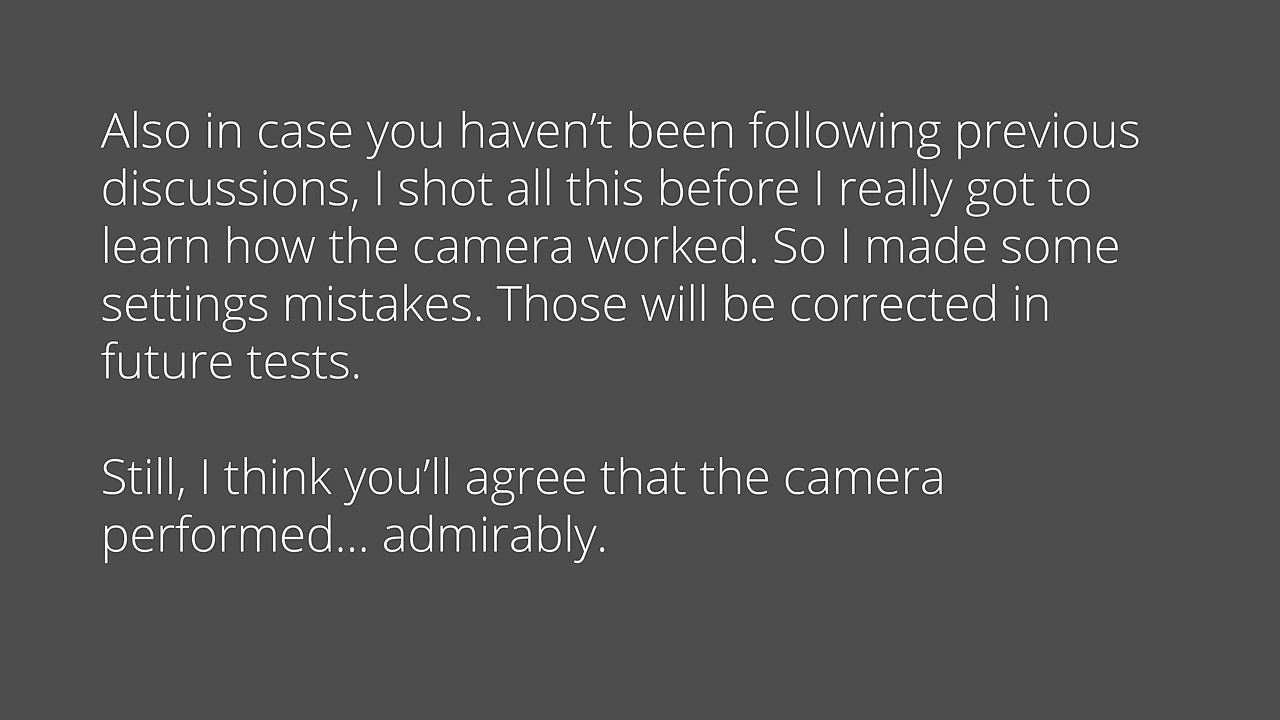 Also in case you haven’t been following previous
discussions, I shot all this before I really got to
learn how the camera worked. So I made some
settings mistakes. Those will be corrected in
future tests.
Still, I think you’ll agree that the camera
performed... admirably.